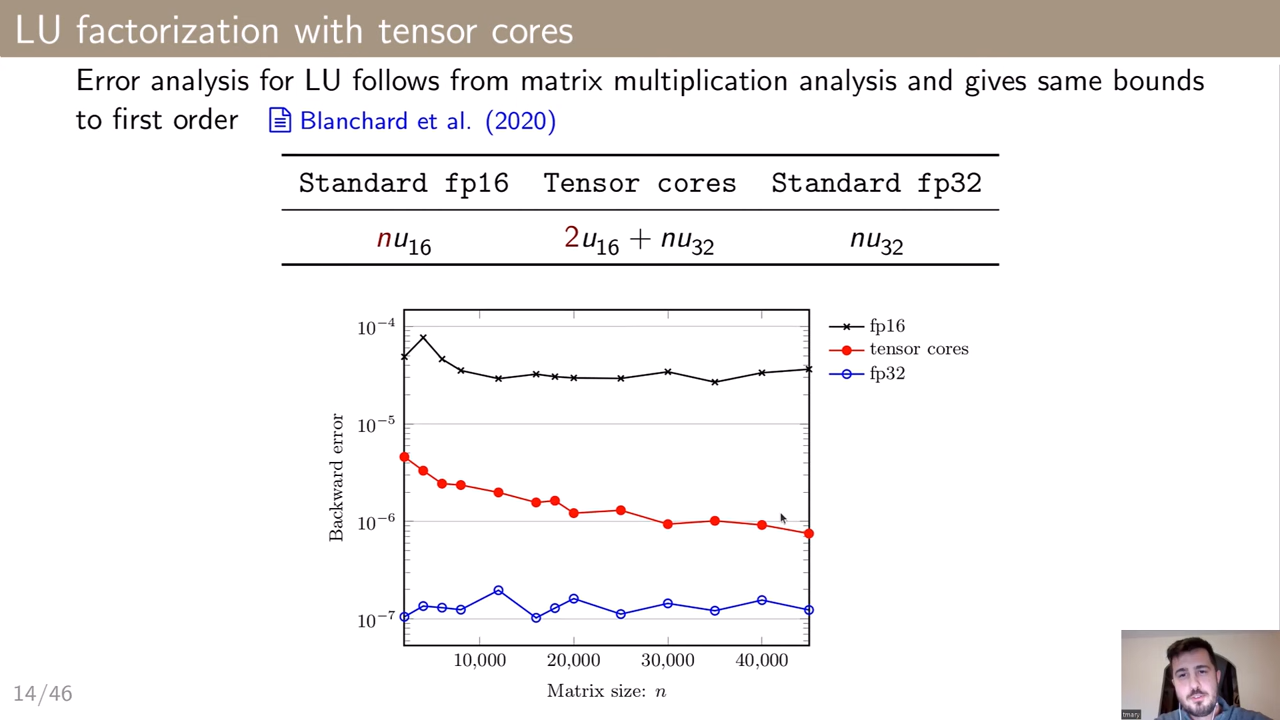 LU factorization with tensor cores
Error analysis for LU follows from matrix multiplication analysis and gives same bounds
to first order Blanchard et al. (2020)
Standard fp16 Tensor cores Standard fp32
nu₁₆ 2u₁₆ + nu₃₂ nu₃₂
10⁻⁴
10⁻⁵
10⁻⁶
10⁻⁷
Backward error
fp16
tensor cores
fp32
10,000 20,000 30,000 40,000
Matrix size: n
14/46
tmary